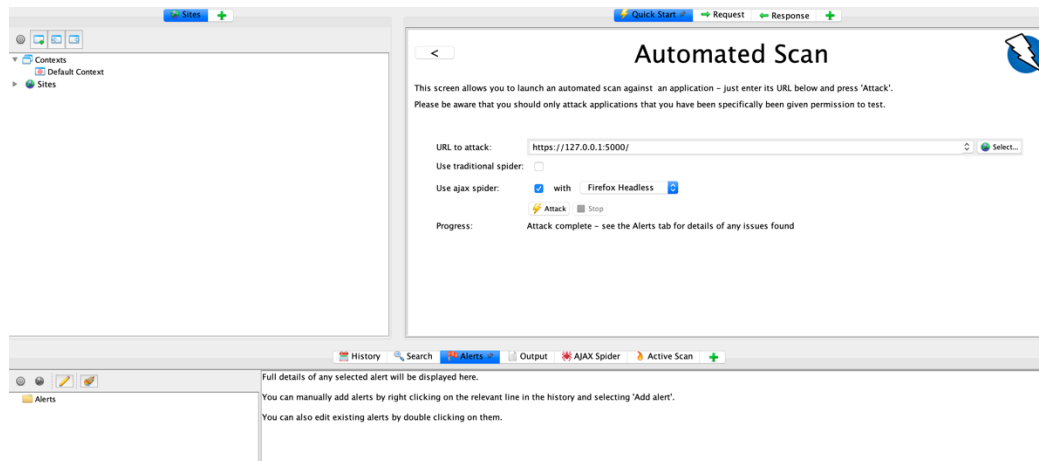 Sites
Quick Start
Request
Response
Contexts
Default Context
Sites
<
Automated Scan
This screen allows you to launch an automated scan against an application - just enter its URL below and press 'Attack'.
Please be aware that you should only attack applications that you have been specifically been given permission to test.
URL to attack: https://127.0.0.1:5000/ Select...
Use traditional spider:
Use ajax spider: with Firefox Headless
Attack Stop
Progress: Attack complete - see the Alerts tab for details of any issues found
History Search Alerts Output AJAX Spider Active Scan
Alerts
Full details of any selected alert will be displayed here.
You can manually add alerts by right clicking on the relevant line in the history and selecting 'Add alert'.
You can also edit existing alerts by double clicking on them.